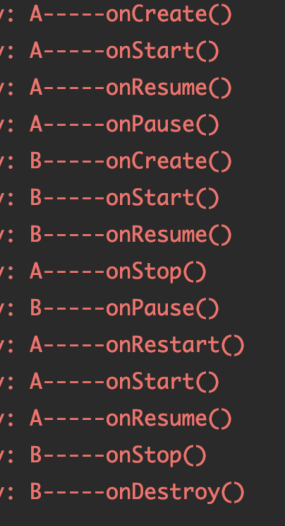 y: A-----onCreate()
y: A-----onStart()
y: A-----onResume()
y: A-----onPause()
y: B-----onCreate()
y: B-----onStart()
y: B-----onResume()
y: A-----onStop()
y: B-----onPause()
y: A-----onRestart()
y: A-----onStart()
y: A-----onResume()
y: B-----onStop()
y: B-----onDestroy()